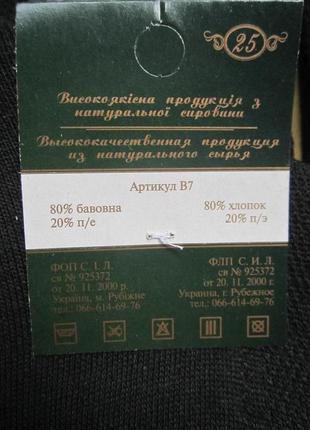 25
Високоякісна продукція з
натуральної сировини
Высококачественная продукция
из натурального сырья
Артикул В7
80% бавовна
20% п/е
80% хлопок
20% п/э
ФОП С. І. Л.
св № 925372
от 20. 11. 2000 р.
Україна, м. Рубіжне
тел.: 066-614-69-76
ФЛП С. И. Л.
св № 925372
от 20. 11. 2000 г.
Украина, г. Рубежное
тел.: 066-614-69-76